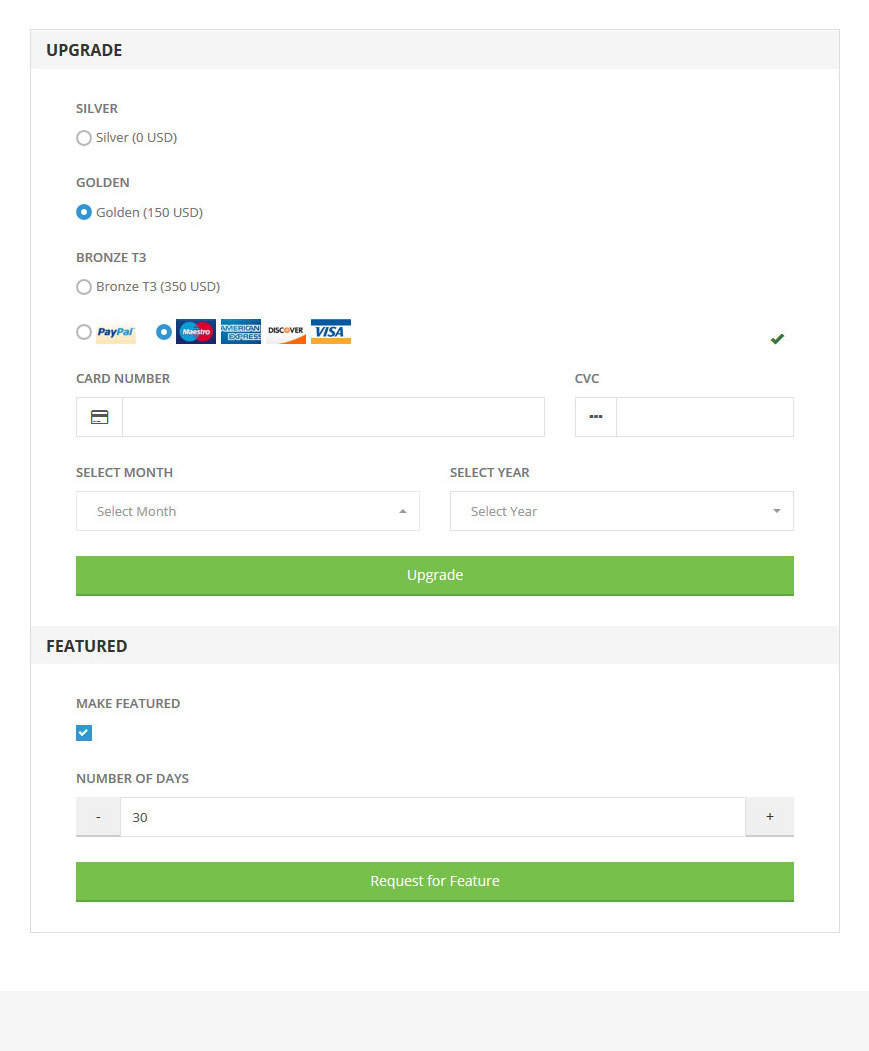 UPGRADE
SILVER
Silver (0 USD)
GOLDEN
Golden (150 USD)
BRONZE T3
Bronze T3 (350 USD)
PayPal Maestro AMERICAN EXPRESS DISCOVER VISA
CARD NUMBER CVC
SELECT MONTH SELECT YEAR
Select Month Select Year
Upgrade
FEATURED
MAKE FEATURED
NUMBER OF DAYS
- 30 +
Request for Feature